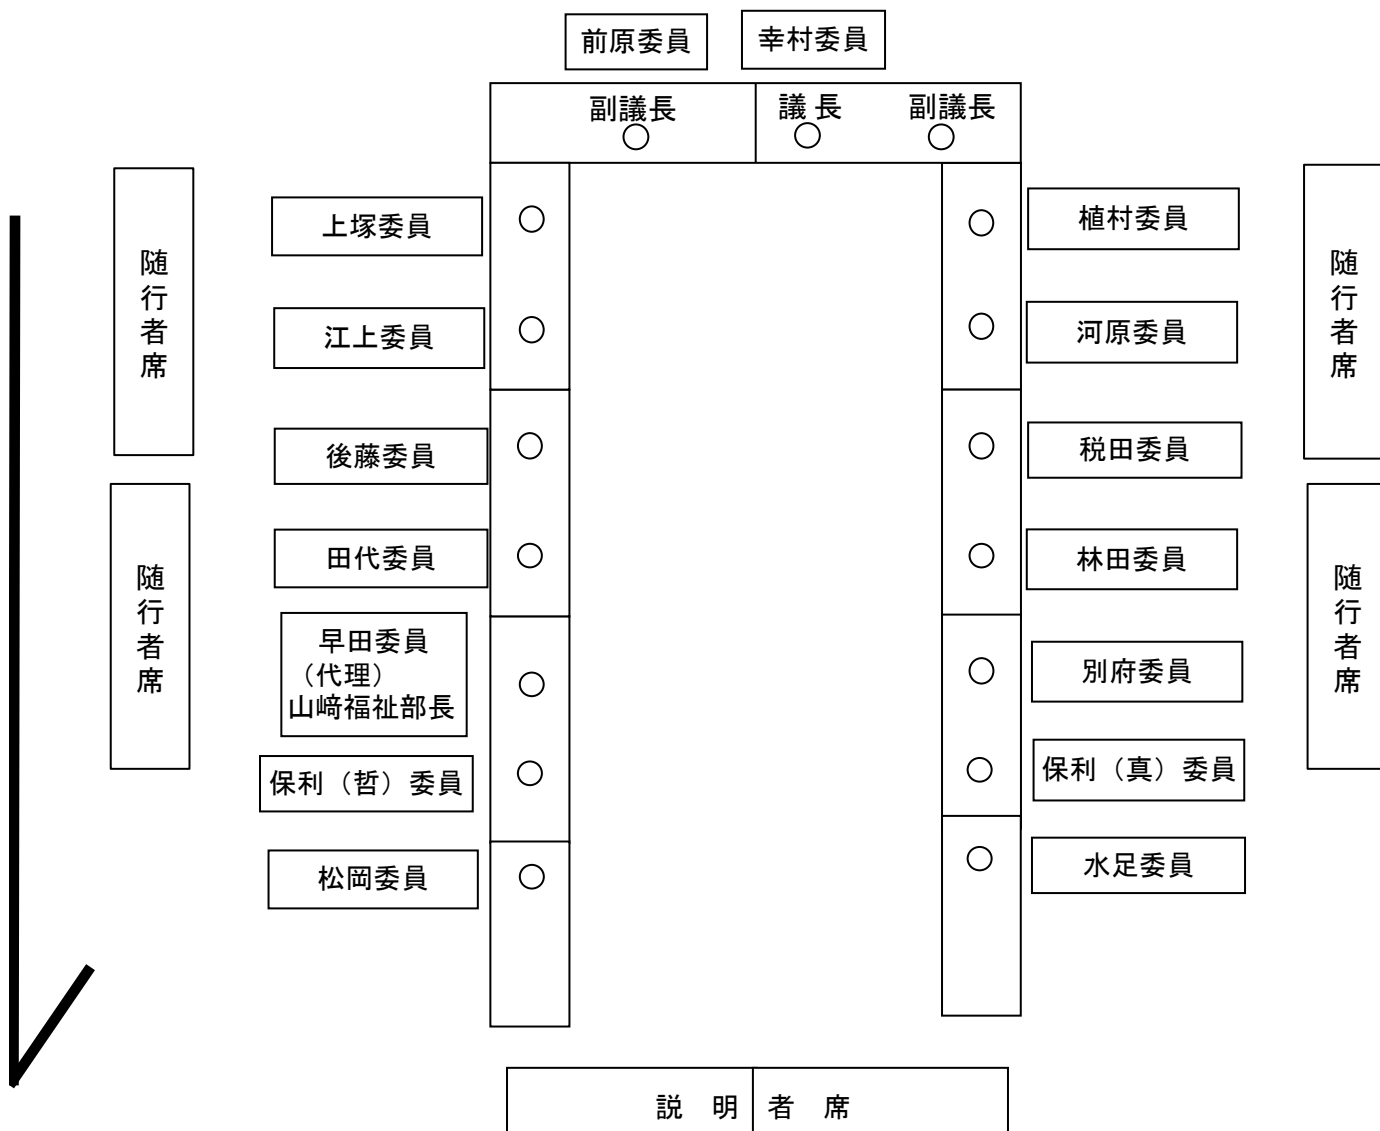 前原委員
幸村委員
副議長
議長
副議長
随行者席
上塚委員
植村委員
随行者席
江上委員
河原委員
後藤委員
税田委員
随行者席
田代委員
林田委員
随行者席
早田委員
（代理）
山﨑福祉部長
別府委員
保利（哲）委員
保利（真）委員
松岡委員
水足委員
説明者席